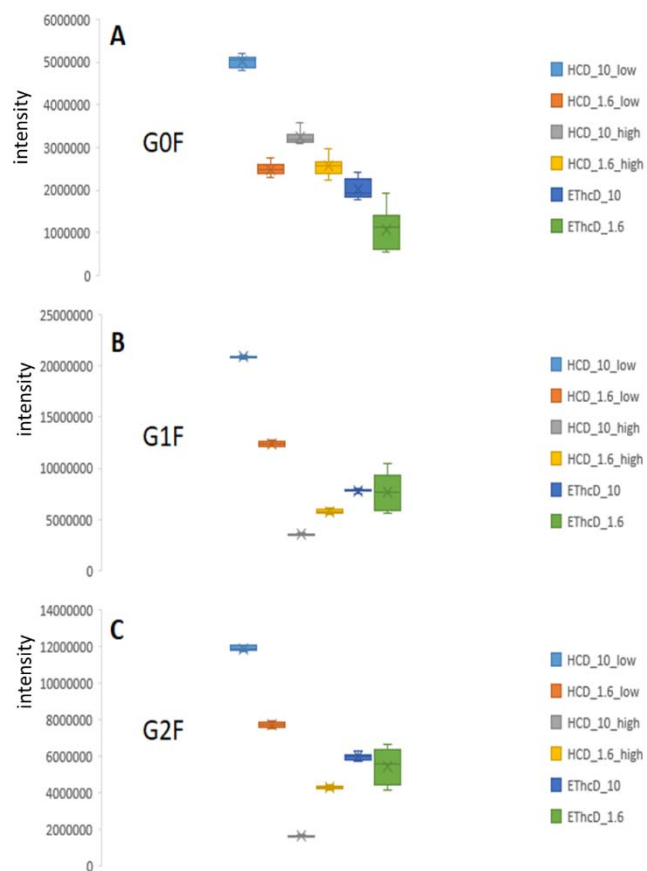 A
intensity
G0F
6000000
5000000
4000000
3000000
2000000
1000000
0
HCD_10_low
HCD_1.6_low
HCD_10_high
HCD_1.6_high
EThcD_10
EThcD_1.6
B
intensity
G1F
25000000
20000000
15000000
10000000
5000000
0
HCD_10_low
HCD_1.6_low
HCD_10_high
HCD_1.6_high
EThcD_10
EThcD_1.6
C
intensity
G2F
14000000
12000000
10000000
8000000
6000000
4000000
2000000
0
HCD_10_low
HCD_1.6_low
HCD_10_high
HCD_1.6_high
EThcD_10
EThcD_1.6